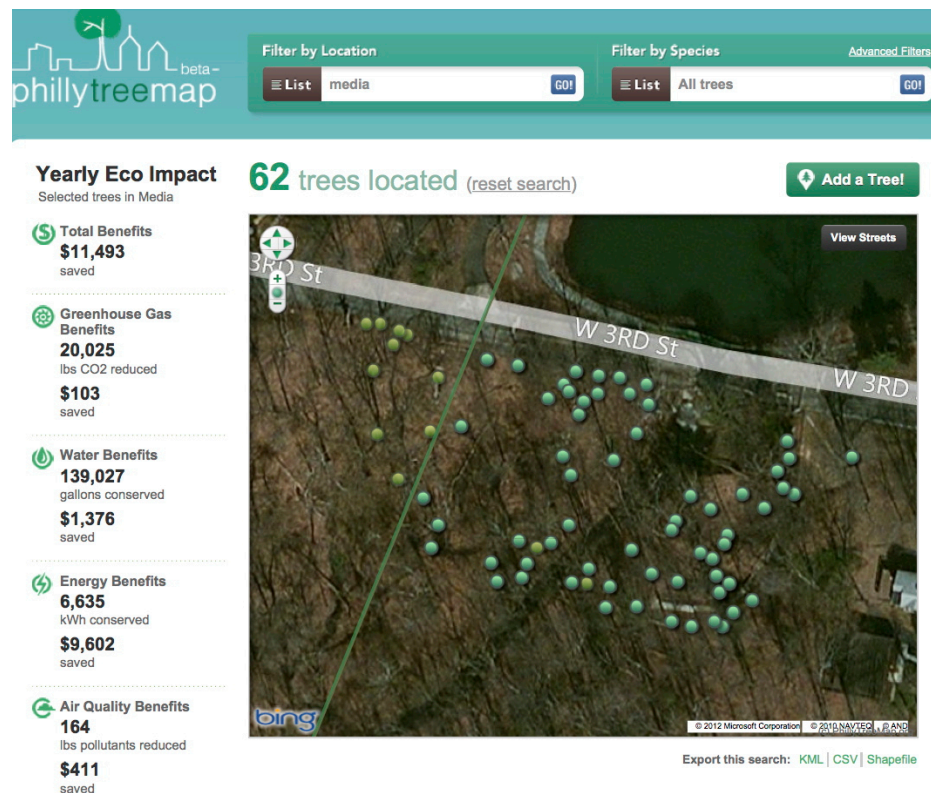 beta
phillytreemap
Filter by Location
List
media
GO!
Filter by Species
Advanced Filters
List
All trees
GO!
Yearly Eco Impact
Selected trees in Media
Total Benefits
$11,493
saved
Greenhouse Gas
Benefits
20,025
lbs CO2 reduced
$103
saved
Water Benefits
139,027
gallons conserved
$1,376
saved
Energy Benefits
6,635
kWh conserved
$9,602
saved
Air Quality Benefits
164
lbs pollutants reduced
$411
saved
62 trees located (reset search)
Add a Tree!
View Streets
3RD St
W 3RD St
W 3RD
bing
© 2012 Microsoft Corporation © 2010 NAVTEQ © AND
Export this search: KML | CSV | Shapefile